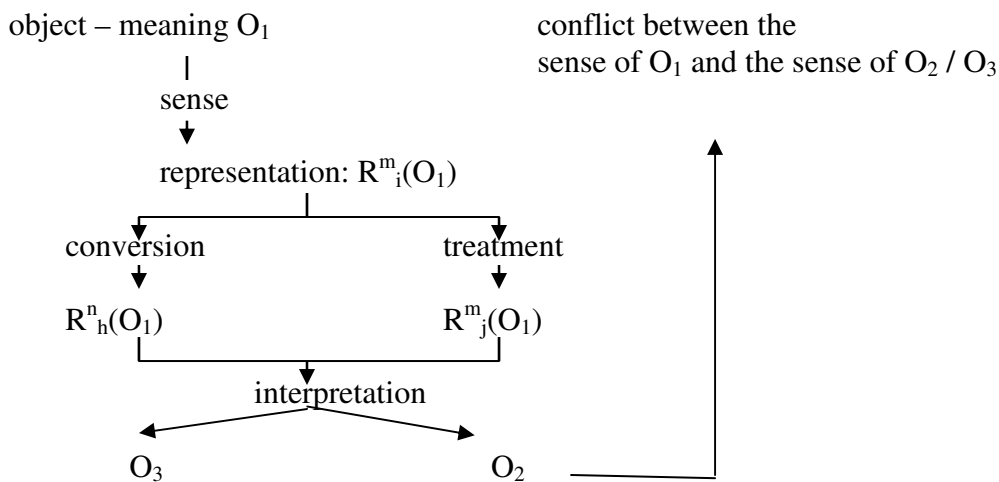 object – meaning O₁
conflict between the
sense of O₁ and the sense of O₂ / O₃
sense
representation: Rᵐᵢ(O₁)
conversion
treatment
Rⁿₕ(O₁)
Rᵐⱼ(O₁)
interpretation
O₃
O₂